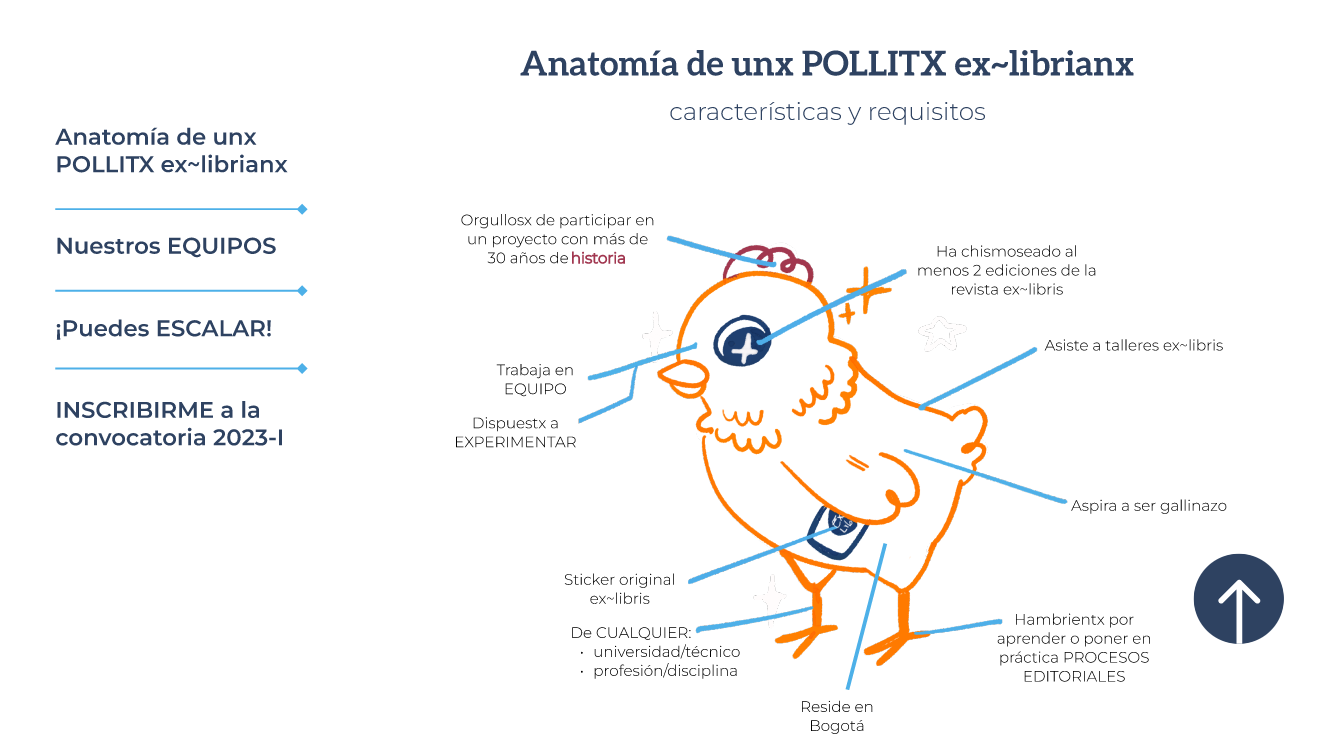 Anatomía de unx POLLITX ex~librianx
características y requisitos
Anatomía de unx
POLLITX ex~librianx
Nuestros EQUIPOS
¡Puedes ESCALAR!
INSCRIBIRME a la
convocatoria 2023-I
Orgullosx de participar en
un proyecto con más de
30 años de historia
Ha chismoseado al
menos 2 ediciones de la
revista ex~libris
Asiste a talleres ex~libris
Trabaja en
EQUIPO
Dispuestx a
EXPERIMENTAR
Aspira a ser gallinazo
Sticker original
ex~libris
De CUALQUIER:
• universidad/técnico
• profesión/disciplina
Hambrientx por
aprender o poner en
práctica PROCESOS
EDITORIALES
Reside en
Bogotá